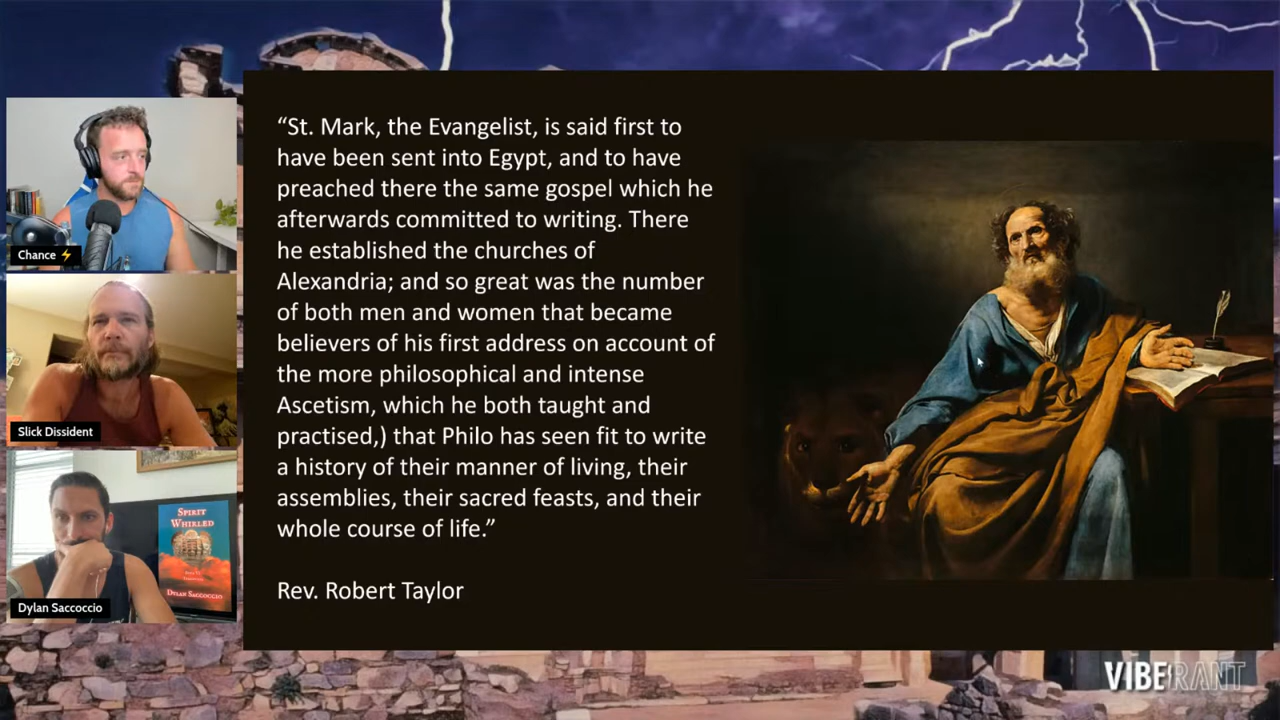 “St. Mark, the Evangelist, is said first to
have been sent into Egypt, and to have
preached there the same gospel which he
afterwards committed to writing. There
he established the churches of
Alexandria; and so great was the number
of both men and women that became
believers of his first address on account of
the more philosophical and intense
Ascetism, which he both taught and
practised,) that Philo has seen fit to write
a history of their manner of living, their
assemblies, their sacred feasts, and their
whole course of life.”
Rev. Robert Taylor
Chance ⚡
Slick Dissident
SPIRIT
WHIRLED
DYLAN SACCOCCIO
Dylan Saccoccio
VIBERANT